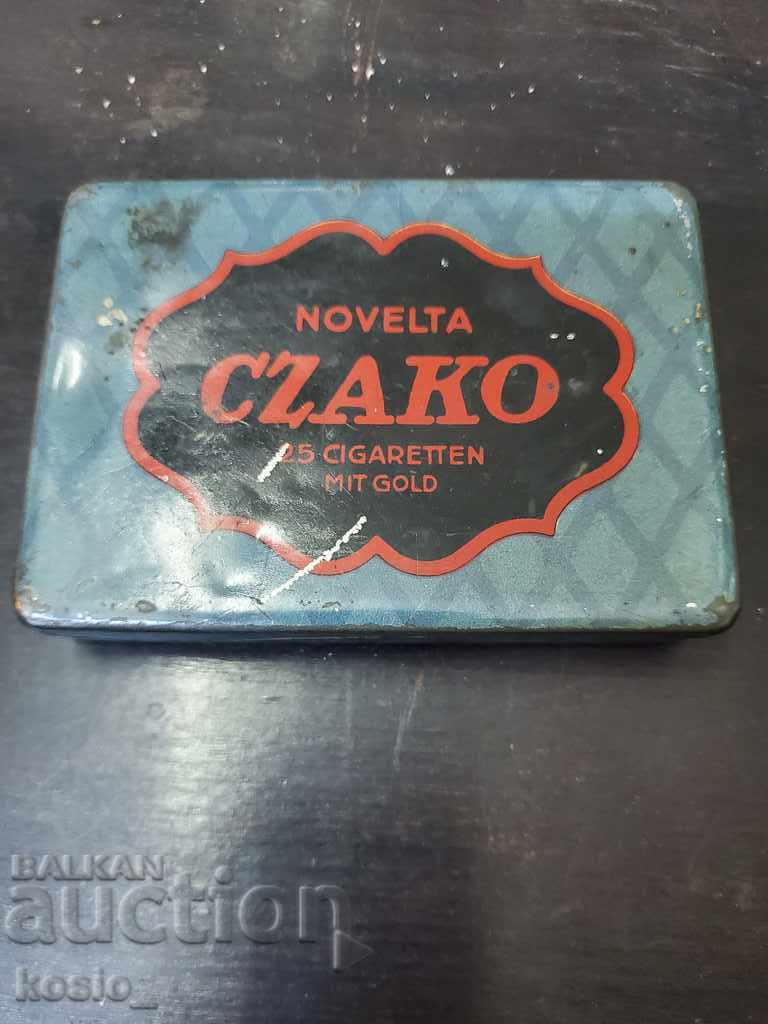 NOVELTA
CZAKO
25 CIGARETTEN
MIT GOLD
BALKAN
auction
kosio_